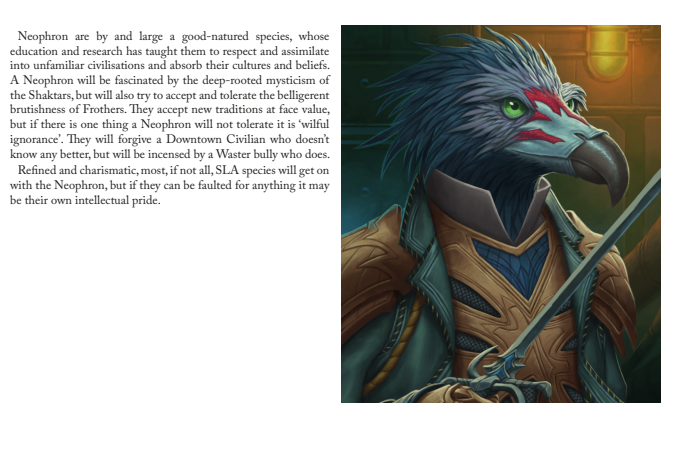 Neophron are by and large a good-natured species, whose
education and research has taught them to respect and assimilate
into unfamiliar civilisations and absorb their cultures and beliefs.
A Neophron will be fascinated by the deep-rooted mysticism of
the Shaktars, but will also try to accept and tolerate the belligerent
brutishness of Frothers. They accept new traditions at face value,
but if there is one thing a Neophron will not tolerate it is ‘wilful
ignorance’. They will forgive a Downtown Civilian who doesn’t
know any better, but will be incensed by a Waster bully who does.
Refined and charismatic, most, if not all, SLA species will get on
with the Neophron, but if they can be faulted for anything it may
be their own intellectual pride.